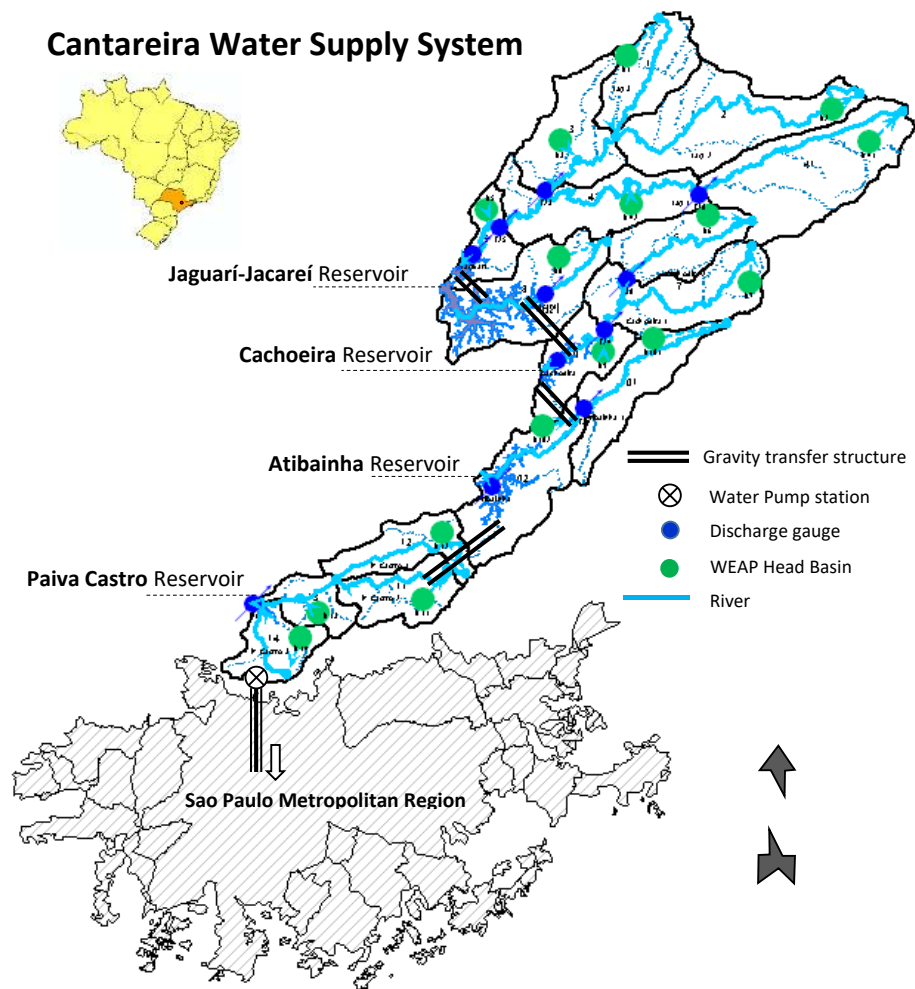 Cantareira Water Supply System
Jaguarí-Jacareí Reservoir
Cachoeira Reservoir
Atibainha Reservoir
Paiva Castro Reservoir
Gravity transfer structure
Water Pump station
Discharge gauge
WEAP Head Basin
River
Sao Paulo Metropolitan Region